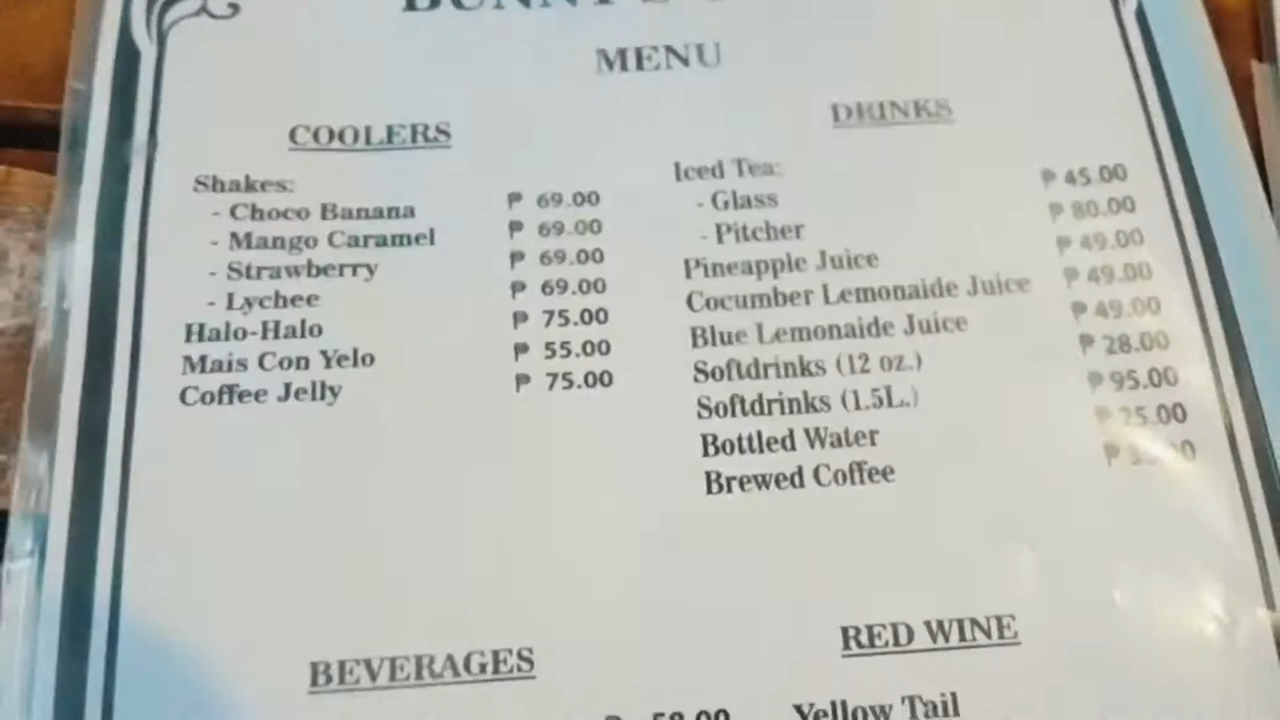 MENU
COOLERS
Shakes:
- Choco Banana ₱ 69.00
- Mango Caramel ₱ 69.00
- Strawberry ₱ 69.00
- Lychee ₱ 69.00
Halo-Halo ₱ 75.00
Mais Con Yelo ₱ 55.00
Coffee Jelly ₱ 75.00
DRINKS
Iced Tea:
- Glass ₱ 45.00
- Pitcher ₱ 80.00
Pineapple Juice ₱ 49.00
Cocumber Lemonaide Juice ₱ 49.00
Blue Lemonaide Juice ₱ 49.00
Softdrinks (12 oz.) ₱ 28.00
Softdrinks (1.5L.) ₱ 95.00
Bottled Water ₱
Brewed Coffee ₱
BEVERAGES
RED WINE
Yellow Tail